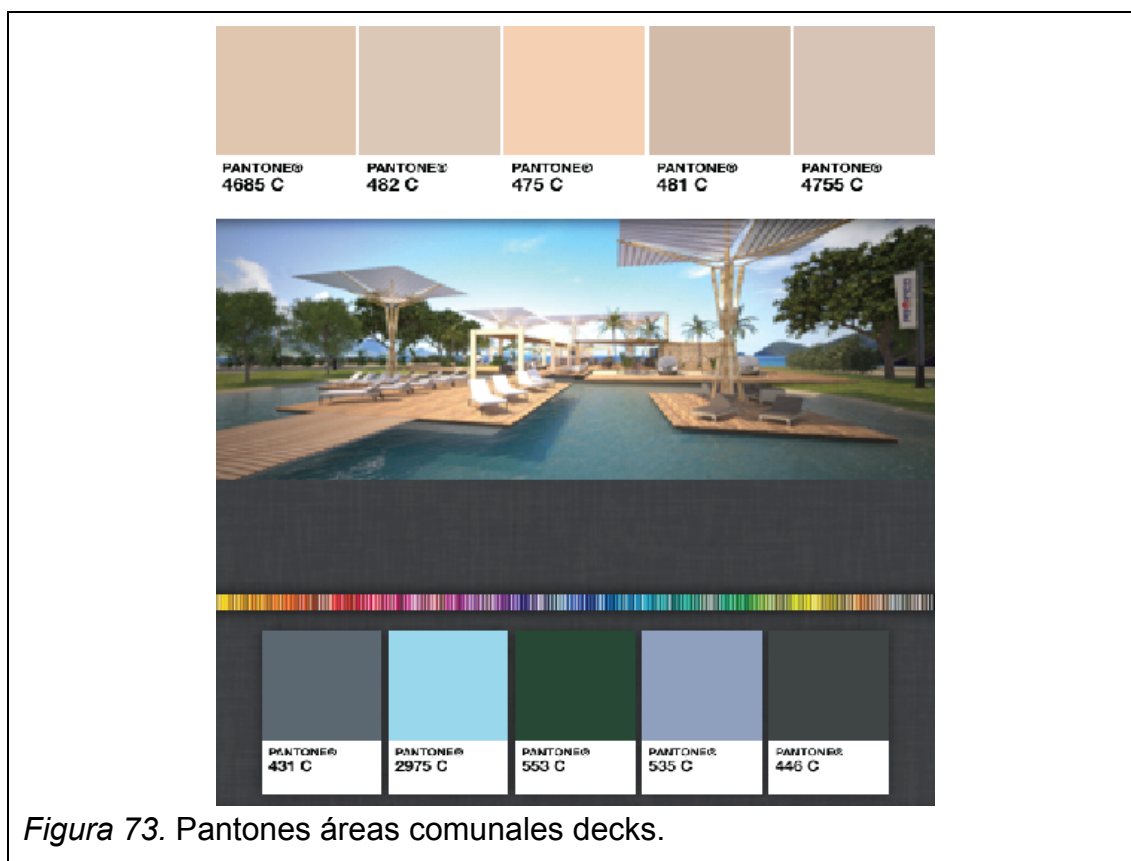 PANTONE®
4685 C
PANTONE®
482 C
PANTONE®
475 C
PANTONE®
481 C
PANTONE®
4755 C
PANTONE®
431 C
PANTONE®
2975 C
PANTONE®
553 C
PANTONE®
535 C
PANTONE®
446 C
Figura 73. Pantones áreas comunales decks.